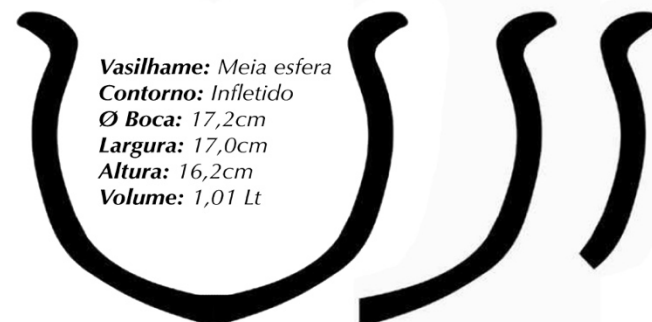 Vasilhame: Meia esfera
Contorno: Infletido
Ø Boca: 17,2cm
Largura: 17,0cm
Altura: 16,2cm
Volume: 1,01 Lt